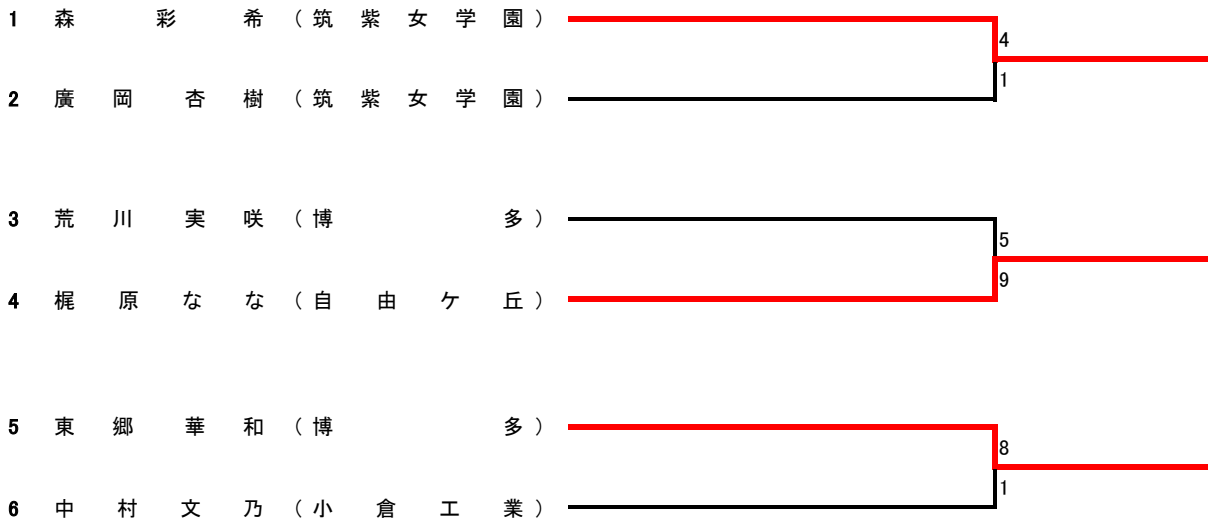 1 森 彩 希 （ 筑 紫 女 学 園 ）
4
1
2 廣 岡 杏 樹 （ 筑 紫 女 学 園 ）
3 荒 川 実 咲 （ 博 多 ）
5
9
4 梶 原 な な （ 自 由 ケ 丘 ）
5 東 郷 華 和 （ 博 多 ）
8
1
6 中 村 文 乃 （ 小 倉 工 業 ）